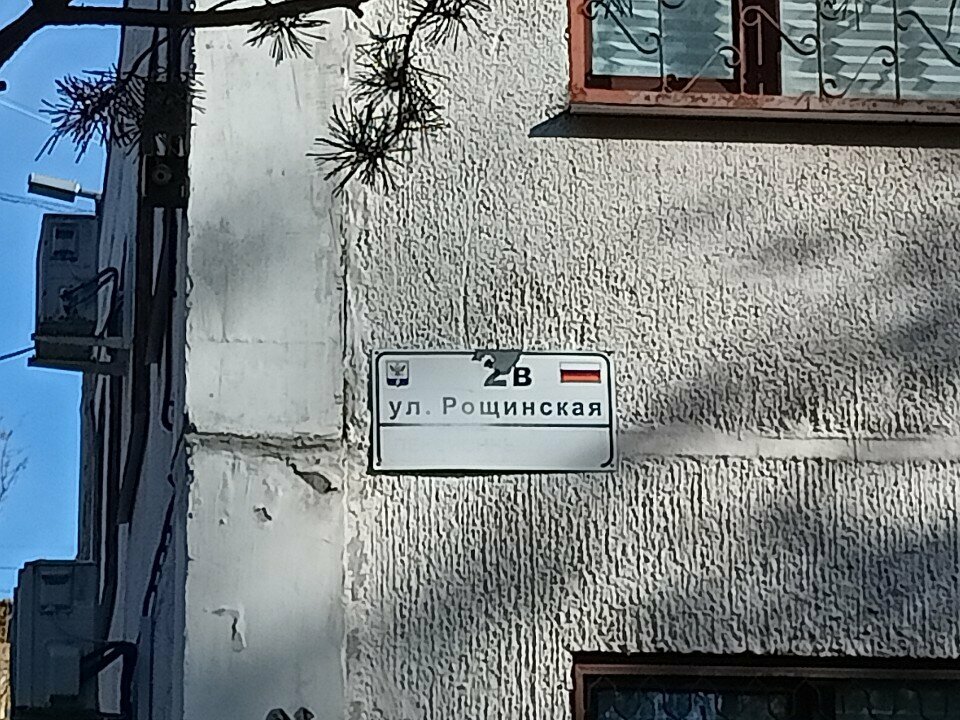 2в
ул. Рощинская